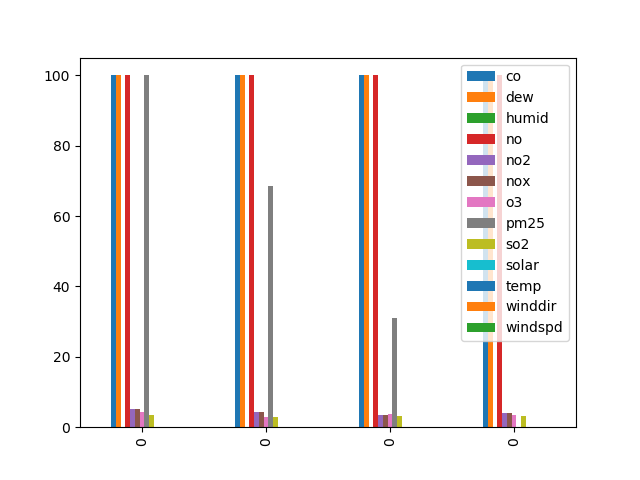 100
80
60
40
20
0
co
dew
humid
no
no2
nox
o3
pm25
so2
solar
temp
winddir
windspd
0
0
0
0